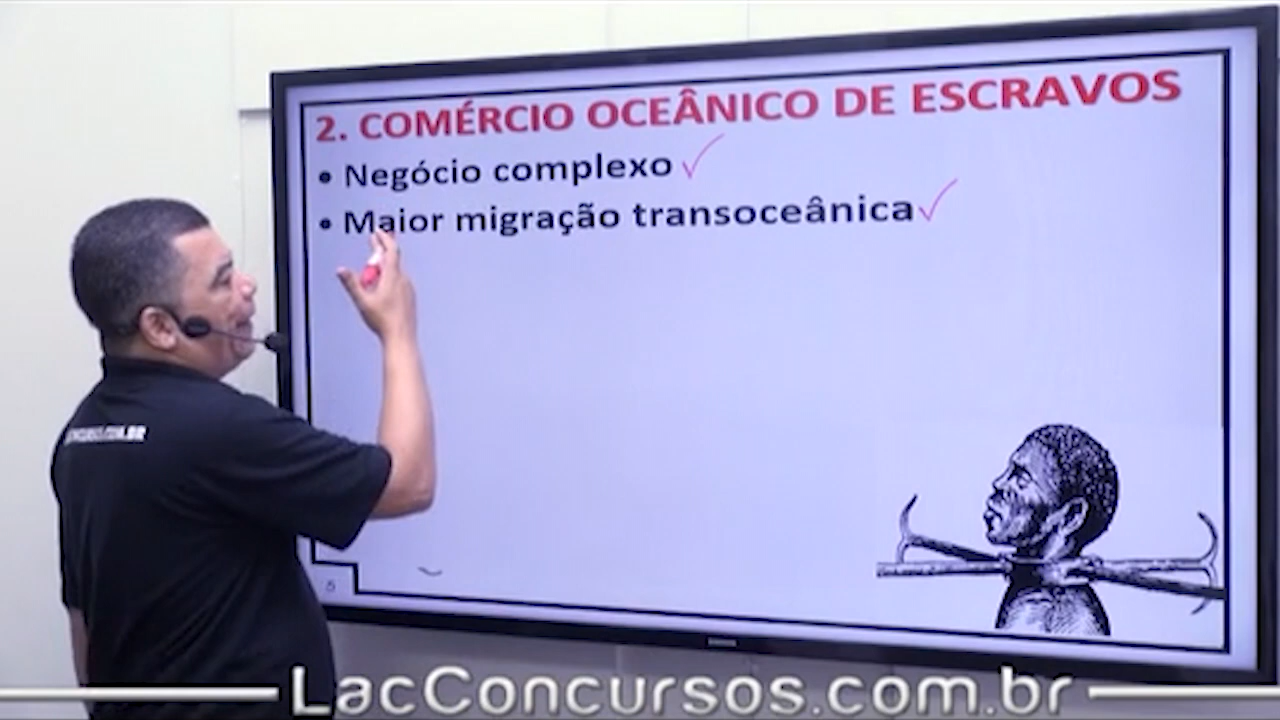 2. COMÉRCIO OCEÂNICO DE ESCRAVOS
• Negócio complexo
• Maior migração transoceânica
LacConcursos.com.br